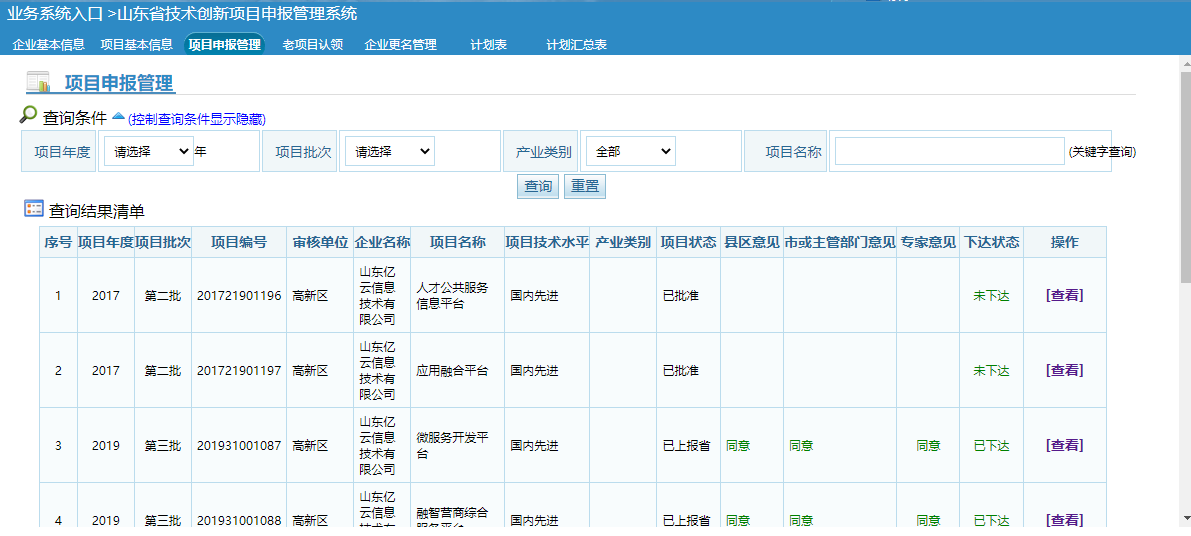 业务系统入口 >山东省技术创新项目申报管理系统
企业基本信息 项目基本信息 项目申报管理 老项目认领 企业更名管理 计划表 计划汇总表
项目申报管理
查询条件 (控制查询条件显示隐藏)
项目年度 请选择 年 项目批次 请选择 产业类别 全部 项目名称 (关键字查询)
查询 重置
查询结果清单
序号 项目年度 项目批次 项目编号 审核单位 企业名称 项目名称 项目技术水平 产业类别 项目状态 县区意见 市或主管部门意见 专家意见 下达状态 操作
1 2017 第二批 201721901196 高新区 山东亿云信息技术有限公司 人才公共服务信息平台 国内先进 已批准 未下达 [查看]
2 2017 第二批 201721901197 高新区 山东亿云信息技术有限公司 应用融合平台 国内先进 已批准 未下达 [查看]
3 2019 第三批 201931001087 高新区 山东亿云信息技术有限公司 微服务开发平台 国内先进 已上报省 同意 同意 同意 已下达 [查看]
4 2019 第三批 201931001088 高新区 山东亿云信息技术有 融智营商综合服务平台 国内先进 已上报省 同意 同意 同意 已下达 [查看]